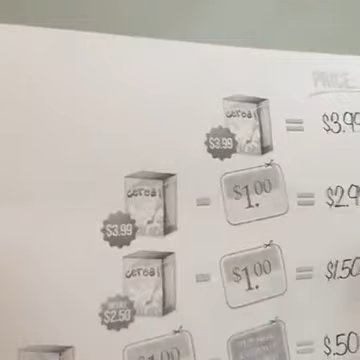 PRICE
cereal
$3.99 = $3.99
cereal
$3.99 - $1.00 = $2.9
cereal
$2.50 - $1.00 = $1.50
$1.00 = $.50